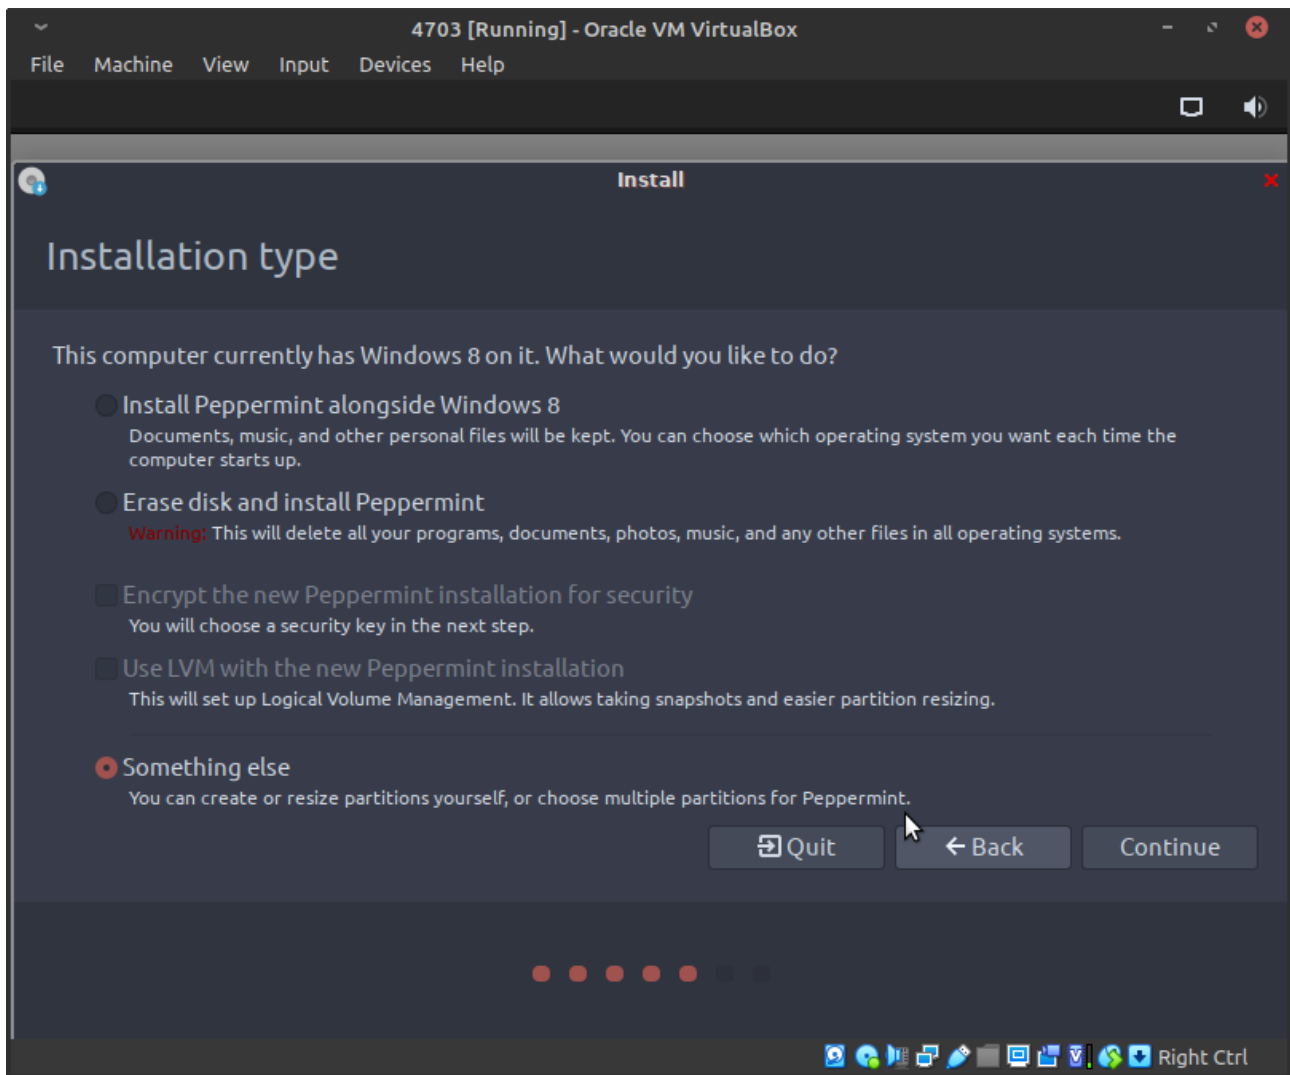 4703 [Running] - Oracle VM VirtualBox
File Machine View Input Devices Help
Install
Installation type
This computer currently has Windows 8 on it. What would you like to do?
Install Peppermint alongside Windows 8
Documents, music, and other personal files will be kept. You can choose which operating system you want each time the
computer starts up.
Erase disk and install Peppermint
Warning: This will delete all your programs, documents, photos, music, and any other files in all operating systems.
Encrypt the new Peppermint installation for security
You will choose a security key in the next step.
Use LVM with the new Peppermint installation
This will set up Logical Volume Management. It allows taking snapshots and easier partition resizing.
Something else
You can create or resize partitions yourself, or choose multiple partitions for Peppermint.
Quit Back Continue
Right Ctrl